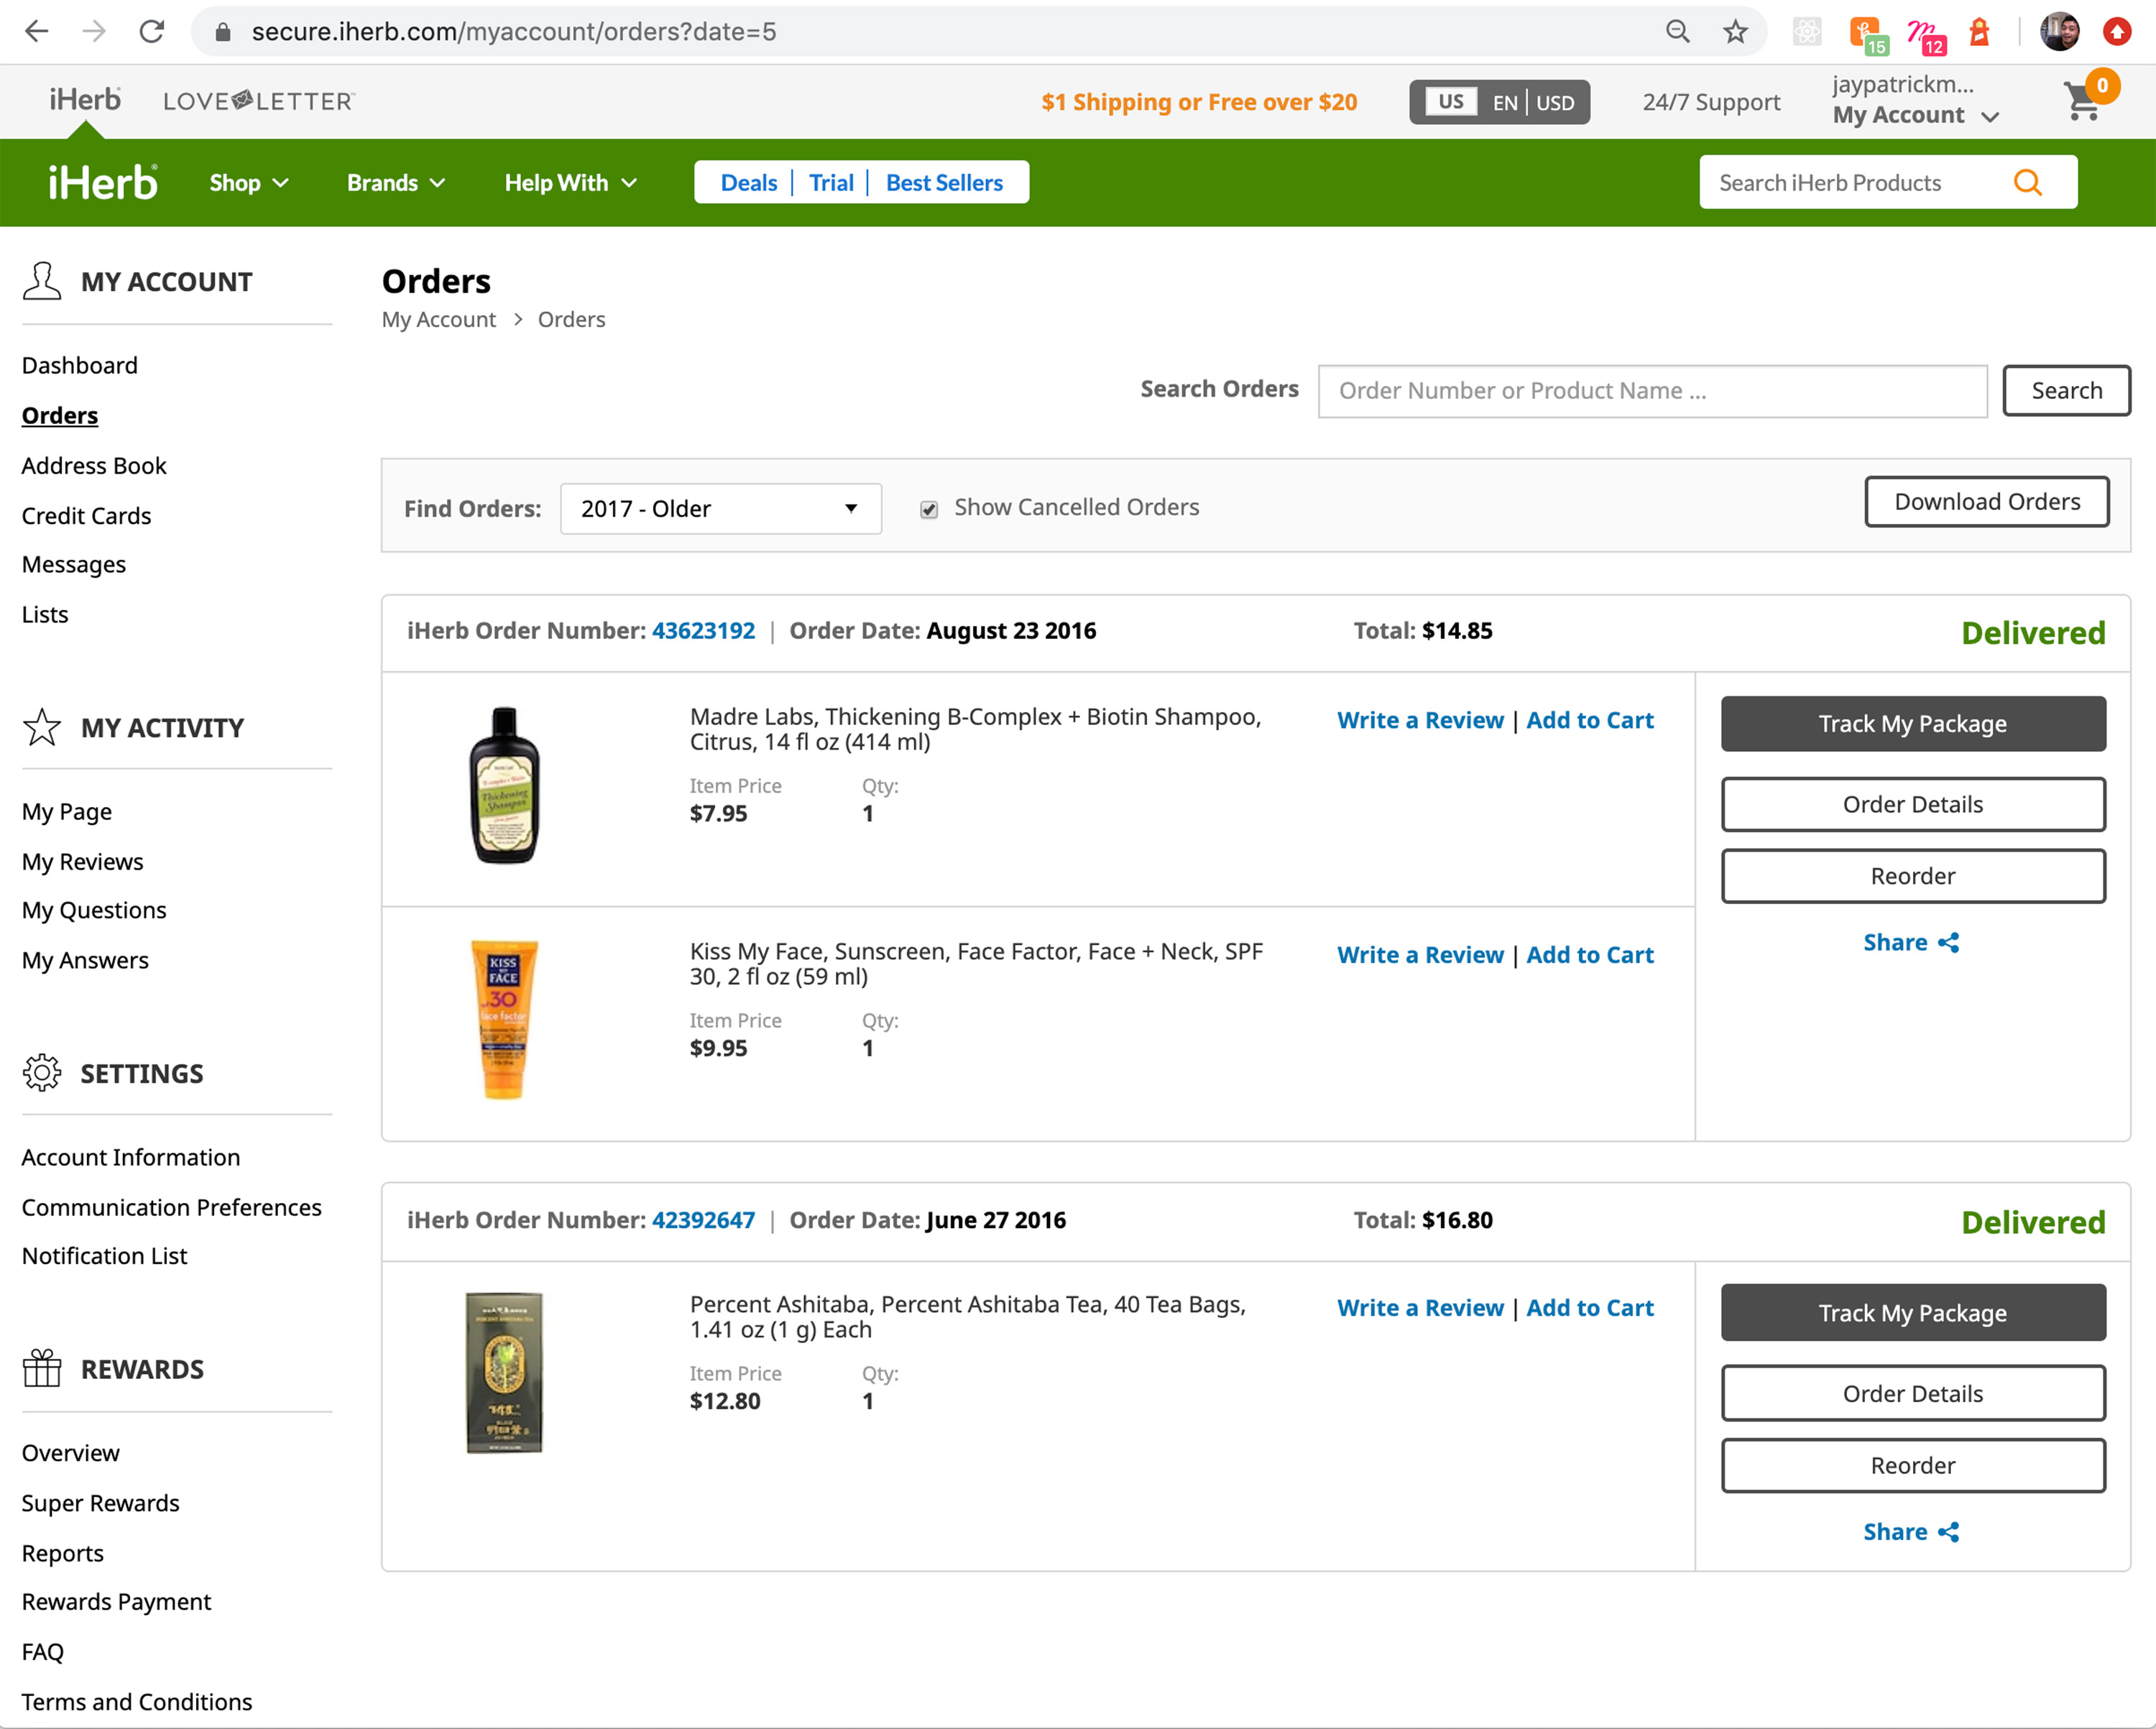 secure.iherb.com/myaccount/orders?date=5
15
12
iHerb
LOVE LETTER
$1 Shipping or Free over $20
US EN | USD
24/7 Support
jaypatrickm...
My Account
0
iHerb
Shop
Brands
Help With
Deals | Trial | Best Sellers
Search iHerb Products
MY ACCOUNT
Dashboard
Orders
Address Book
Credit Cards
Messages
Lists
MY ACTIVITY
My Page
My Reviews
My Questions
My Answers
SETTINGS
Account Information
Communication Preferences
Notification List
REWARDS
Overview
Super Rewards
Reports
Rewards Payment
FAQ
Terms and Conditions
Orders
My Account > Orders
Search Orders
Order Number or Product Name ...
Search
Find Orders:
2017 - Older
Show Cancelled Orders
Download Orders
iHerb Order Number: 43623192 | Order Date: August 23 2016
Total: $14.85
Delivered
Thickening
Shampoo
Madre Labs, Thickening B-Complex + Biotin Shampoo,
Citrus, 14 fl oz (414 ml)
Item Price
Qty:
$7.95
1
Write a Review | Add to Cart
Track My Package
Order Details
Reorder
Share
KISS
MY
FACE
30
face factor
Kiss My Face, Sunscreen, Face Factor, Face + Neck, SPF
30, 2 fl oz (59 ml)
Item Price
Qty:
$9.95
1
Write a Review | Add to Cart
iHerb Order Number: 42392647 | Order Date: June 27 2016
Total: $16.80
Delivered
PERCENT ASHITABA TEA
Percent Ashitaba, Percent Ashitaba Tea, 40 Tea Bags,
1.41 oz (1 g) Each
Item Price
Qty:
$12.80
1
Write a Review | Add to Cart
Track My Package
Order Details
Reorder
Share